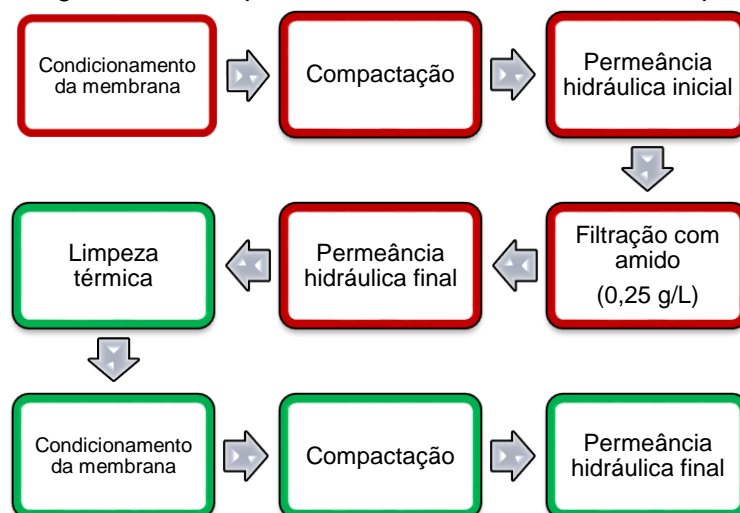 Condicionamento
da membrana
Compactação
Permeância
hidráulica inicial
Limpeza
térmica
Permeância
hidráulica final
Filtração com
amido
(0,25 g/L)
Condicionamento
da membrana
Compactação
Permeância
hidráulica final